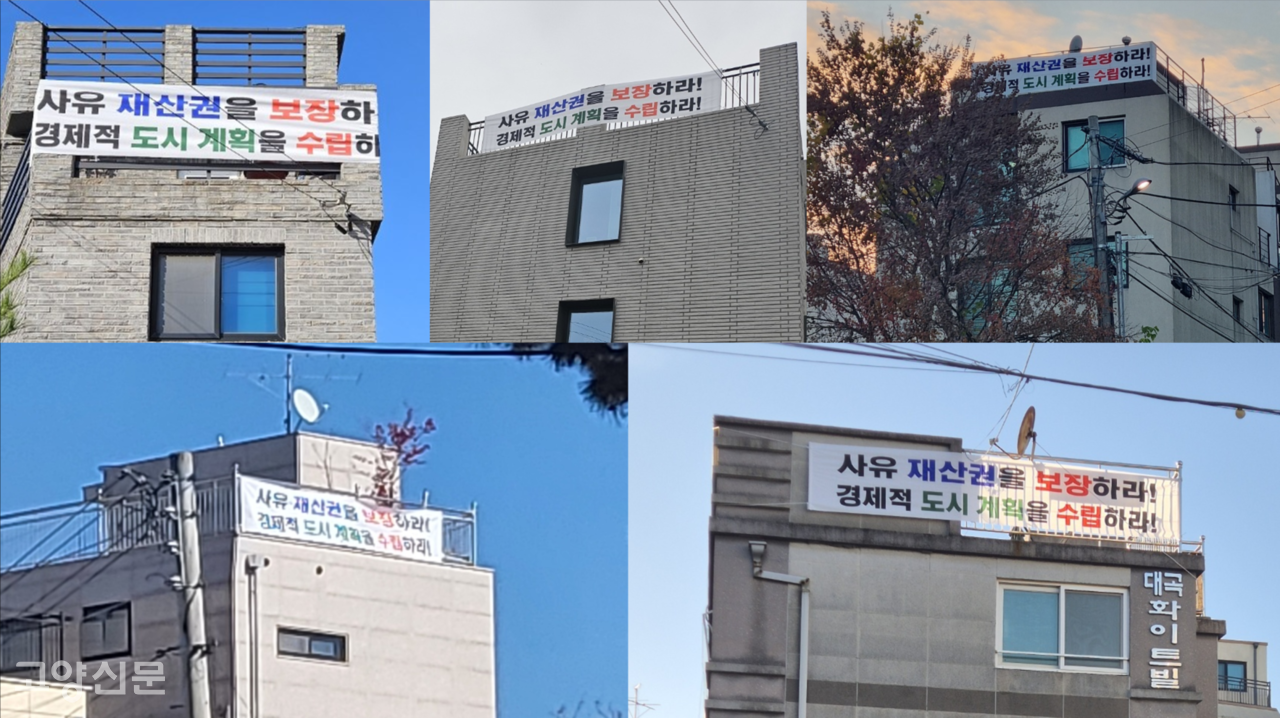 사유 재산권을 보장하
경제적 도시 계획을 수립하
사유 재산권을 보장하라!
경제적 도시 계획을 수립하라!
사유 재산권을 보장하라!
경제적 도시 계획을 수립하라!
사유 재산권을 보장하라!
경제적 도시 계획을 수립하라!
사유 재산권을 보장하라!
경제적 도시 계획을 수립하라!
대곡화이트빌
고양신문